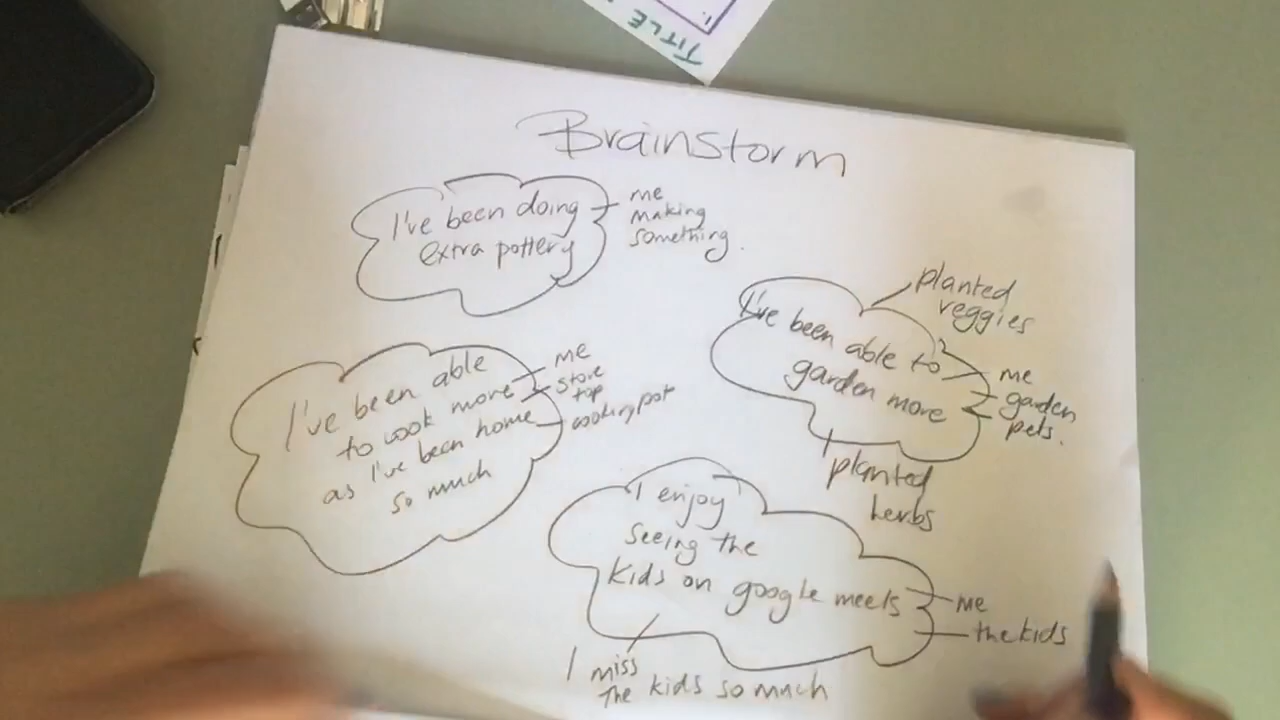 TITLE
Brainstorm
I've been doing
extra pottery
me
making
something.
I've been able to
garden more
planted
veggies
me
garden
pets.
planted
herbs
I've been able
to cook more
as I've been home
so much
me
stove
top
cooking pot
I enjoy
seeing the
kids on google meets
me
the kids
I miss
the kids so much